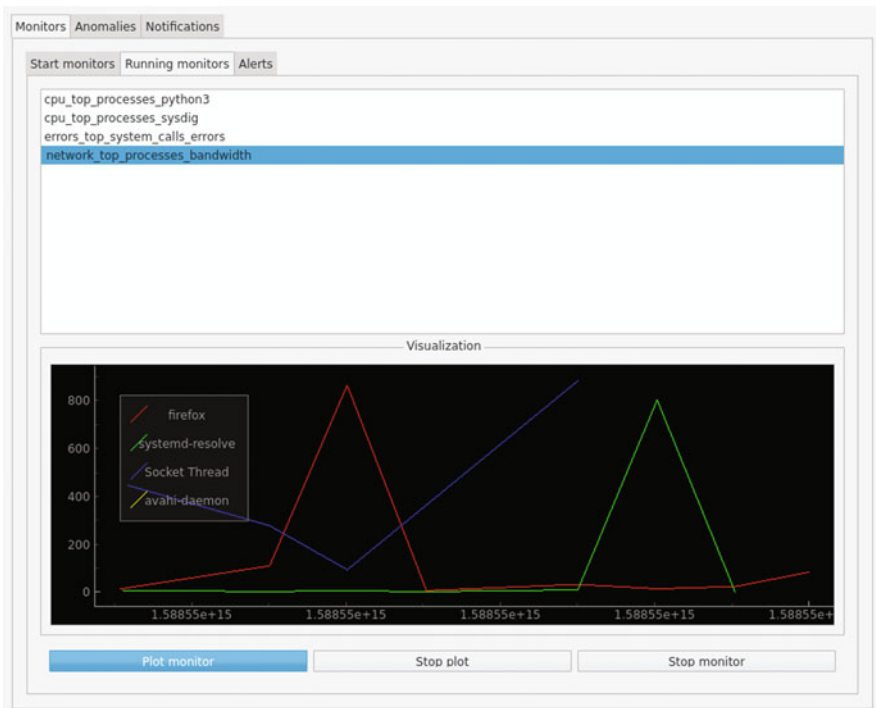 Monitors Anomalies Notifications
Start monitors Running monitors Alerts
cpu_top_processes_python3
cpu_top_processes_sysdig
errors_top_system_calls_errors
network_top_processes_bandwidth
Visualization
800
600
400
200
0
firefox
systemd-resolve
Socket Thread
avahi-daemon
1.58855e+15 1.58855e+15 1.58855e+15 1.58855e+15 1.58855e+
Plot monitor Stop plot Stop monitor